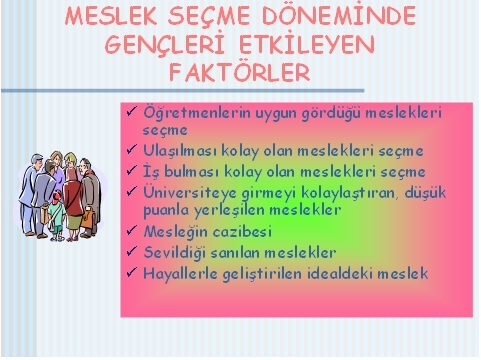 MESLEK SEÇME DÖNEMİNDE
GENÇLERİ ETKİLEYEN
FAKTÖRLER
✓ Öğretmenlerin uygun gördüğü meslekleri
seçme
✓ Ulaşılması kolay olan meslekleri seçme
✓ İş bulması kolay olan meslekleri seçme
✓ Üniversiteye girmeyi kolaylaştıran, düşük
puanla yerleşilen meslekler
✓ Mesleğin cazibesi
✓ Sevildiği sanılan meslekler
✓ Hayallerle geliştirilen idealdeki meslek